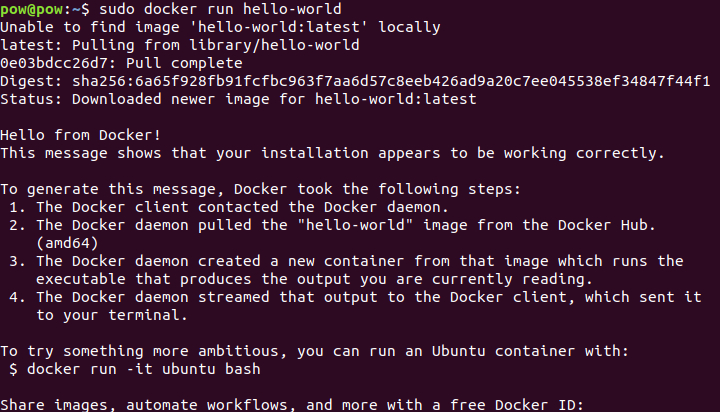 pow@pow:~$ sudo docker run hello-world
Unable to find image 'hello-world:latest' locally
latest: Pulling from library/hello-world
0e03bdcc26d7: Pull complete
Digest: sha256:6a65f928fb91fcfbc963f7aa6d57c8eeb426ad9a20c7ee045538ef34847f44f1
Status: Downloaded newer image for hello-world:latest

Hello from Docker!
This message shows that your installation appears to be working correctly.

To generate this message, Docker took the following steps:
 1. The Docker client contacted the Docker daemon.
 2. The Docker daemon pulled the "hello-world" image from the Docker Hub.
    (amd64)
 3. The Docker daemon created a new container from that image which runs the
    executable that produces the output you are currently reading.
 4. The Docker daemon streamed that output to the Docker client, which sent it
    to your terminal.

To try something more ambitious, you can run an Ubuntu container with:
 $ docker run -it ubuntu bash

Share images, automate workflows, and more with a free Docker ID: